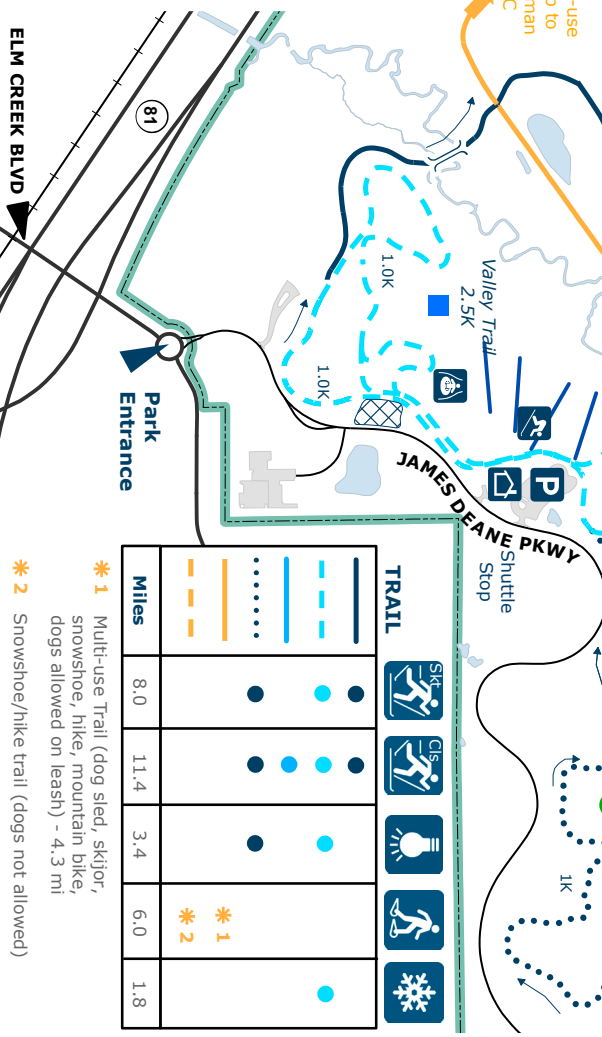 -use
p to
man
C
ELM CREEK BLVD
81
1.0K
Valley Trail
2.5K
1.0K
Park
Entrance
P
JAMES DEANE PKWY
Shuttle
Stop
1K
TRAIL
Skt
Cls
Miles
8.0
11.4
3.4
6.0
1.8
* 1
* 2
* 1 Multi-use Trail (dog sled, skijor,
snowshoe, hike, mountain bike,
dogs allowed on leash) - 4.3 mi
* 2 Snowshoe/hike trail (dogs not allowed)